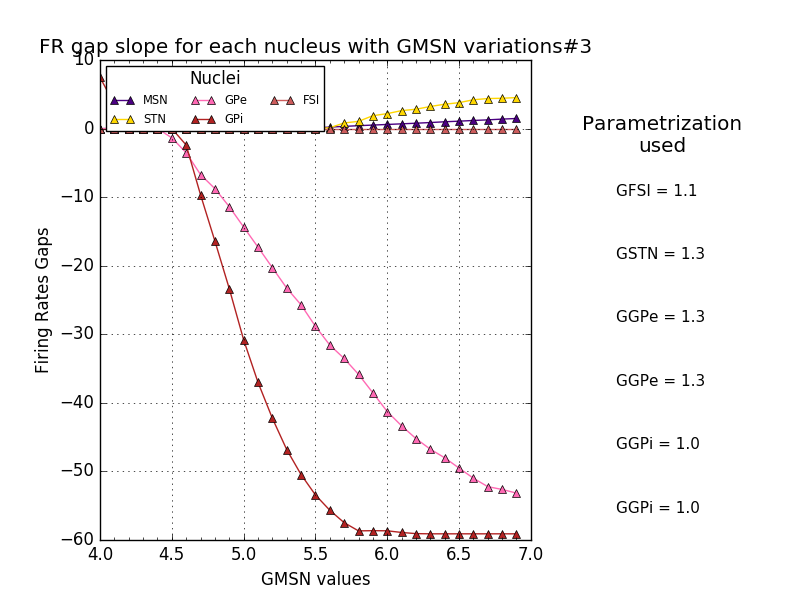 FR gap slope for each nucleus with GMSN variations#3
10
0
−10
−20
−30
−40
−50
−60
Firing Rates Gaps
Nuclei
MSN GPe FSI
STN GPi
4.0 4.5 5.0 5.5 6.0 6.5 7.0
GMSN values
Parametrization
used
GFSI = 1.1
GSTN = 1.3
GGPe = 1.3
GGPe = 1.3
GGPi = 1.0
GGPi = 1.0